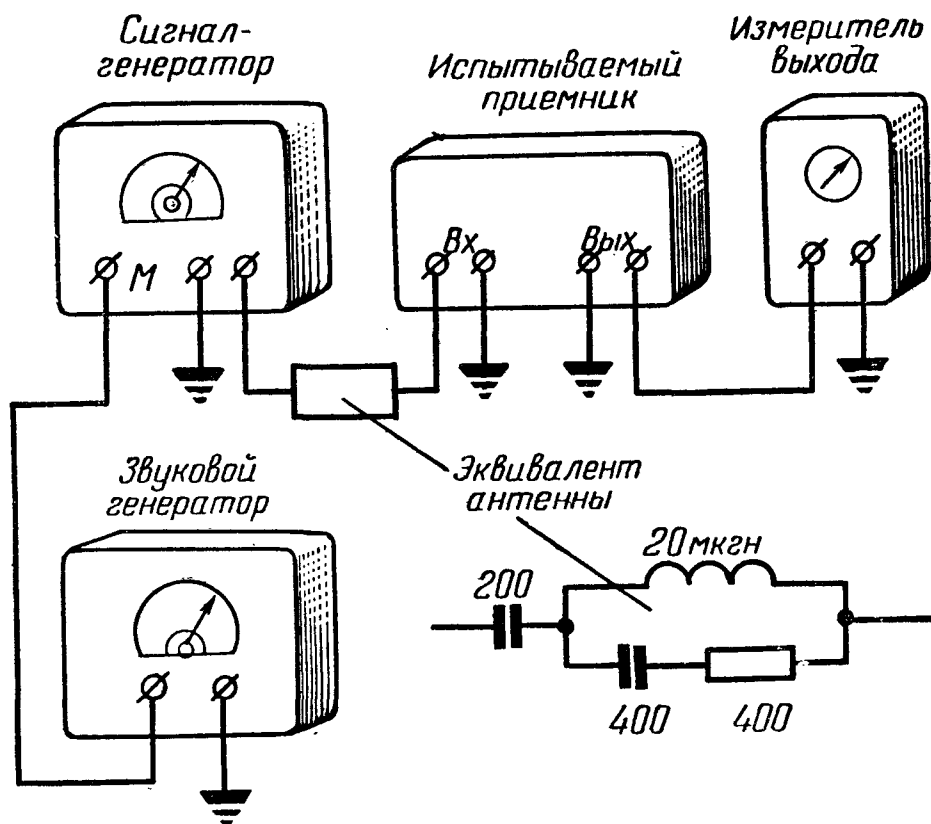 Сигнал-
генератор
Испытываемый
приемник
Измеритель
выхода
М
Вх
Вых
Звуковой
генератор
Эквивалент
антенны
20мкгн
200
400
400